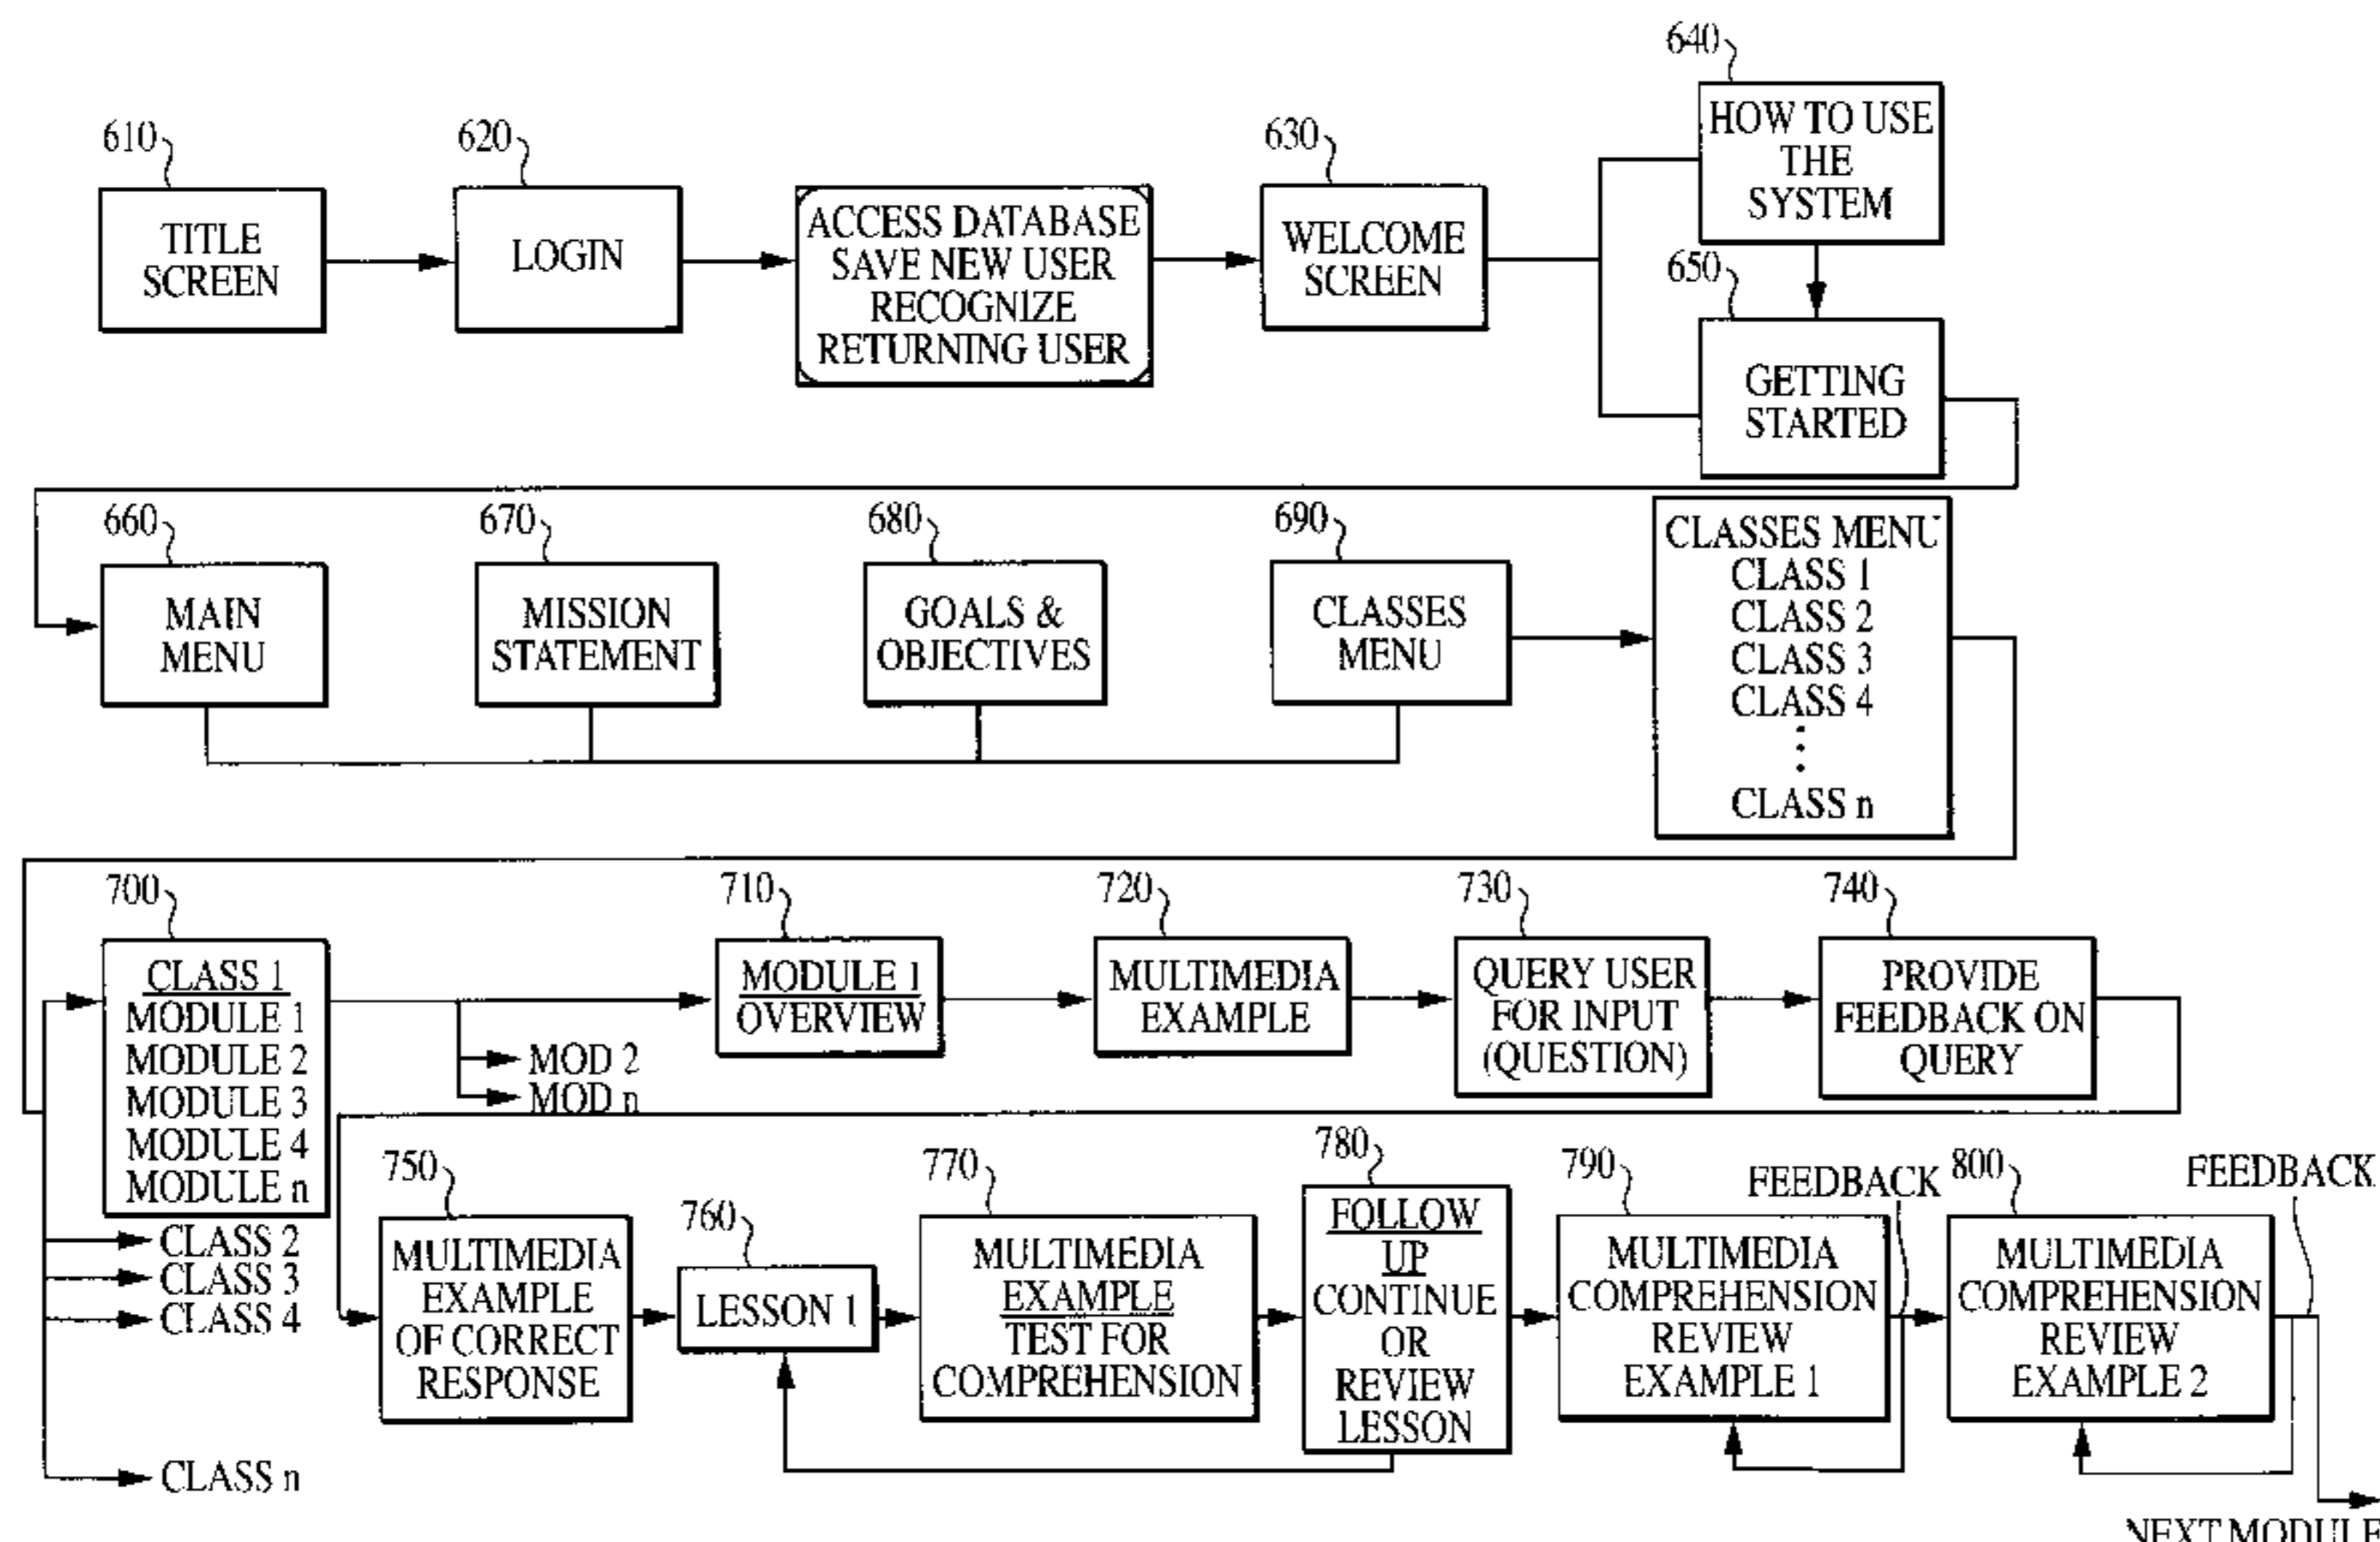 640
HOW TO USE
THE
SYSTEM
610
TITLE
SCREEN
620
LOGIN
ACCESS DATABASE
SAVE NEW USER
RECOGNIZE
RETURNING USER
630
WELCOME
SCREEN
650
GETTING
STARTED
660
MAIN
MENU
670
MISSION
STATEMENT
680
GOALS &
OBJECTIVES
690
CLASSES
MENU
CLASSES MENU
CLASS 1
CLASS 2
CLASS 3
CLASS 4
CLASS n
700
CLASS 1
MODULE 1
MODULE 2
MODULE 3
MODULE 4
MODULE n
MOD 2
MOD n
710
MODULE 1
OVERVIEW
720
MULTIMEDIA
EXAMPLE
730
QUERY USER
FOR INPUT
(QUESTION)
740
PROVIDE
FEEDBACK ON
QUERY
CLASS 2
CLASS 3
CLASS 4
CLASS n
750
MULTIMEDIA
EXAMPLE
OF CORRECT
RESPONSE
760
LESSON 1
770
MULTIMEDIA
EXAMPLE
TEST FOR
COMPREHENSION
780
FOLLOW
UP
CONTINUE
OR
REVIEW
LESSON
790
FEEDBACK
MULTIMEDIA
COMPREHENSION
REVIEW
EXAMPLE 1
800
FEEDBACK
MULTIMEDIA
COMPREHENSION
REVIEW
EXAMPLE 2
NEXT MODULE